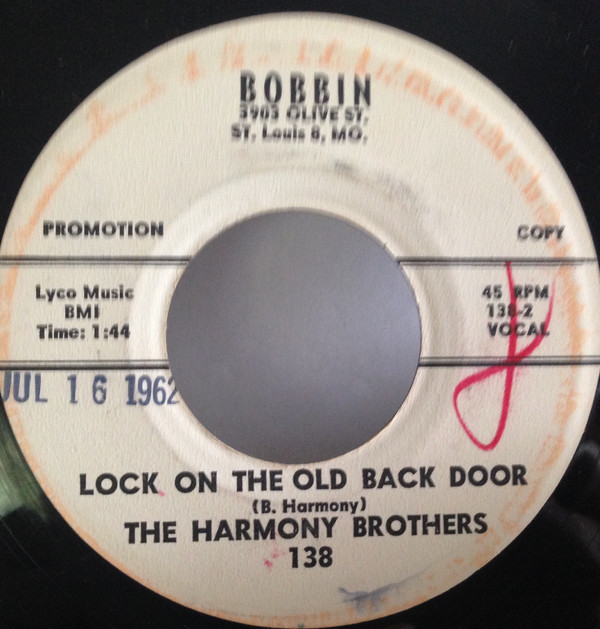 BOBBIN
3903 OLIVE ST.
ST. Louis 8, MO.
PROMOTION COPY
Lyco Music
BMI
Time: 1:44
45 RPM
138-2
VOCAL
JUL 16 1962
LOCK ON THE OLD BACK DOOR
(B. Harmony)
THE HARMONY BROTHERS
138